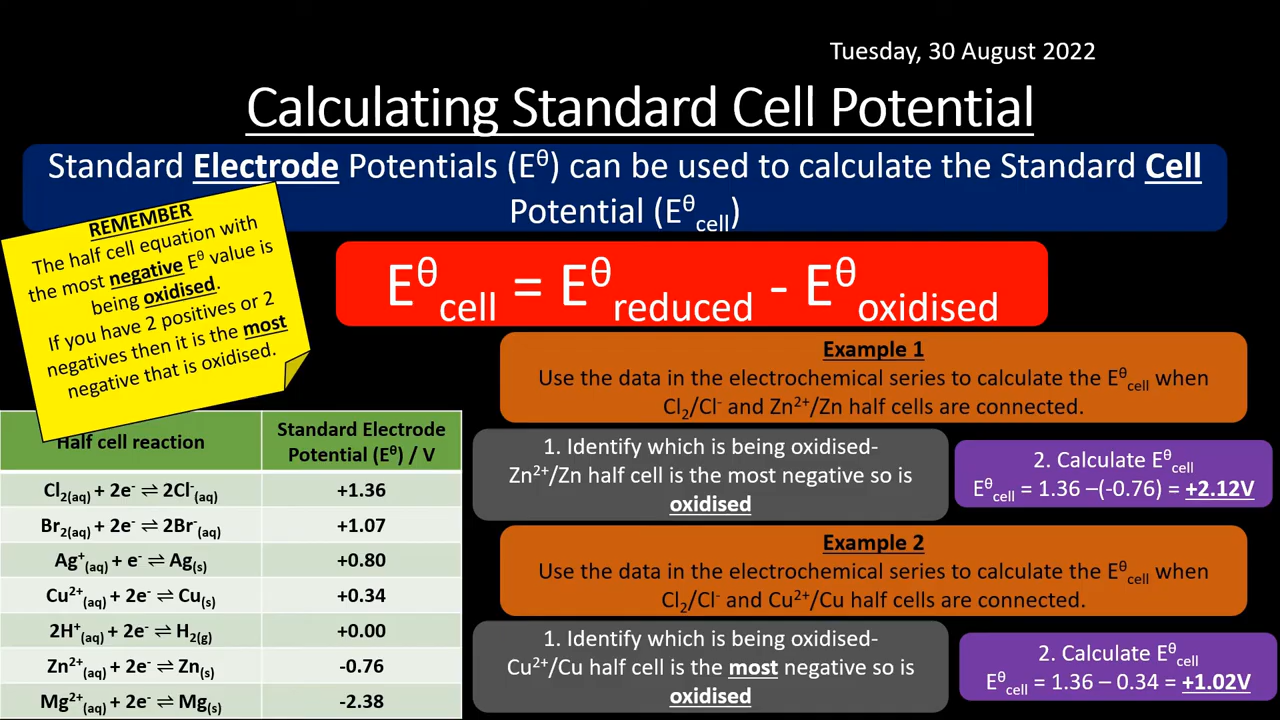 Tuesday, 30 August 2022
Calculating Standard Cell Potential
Standard Electrode Potentials (Eᶿ) can be used to calculate the Standard Cell
Potential (Eᶿcell)
REMEMBER
The half cell equation with
the most negative Eᶿ value is
being oxidised.
If you have 2 positives or 2
negatives then it is the most
negative that is oxidised.
Eᶿcell = Eᶿreduced - Eᶿoxidised
Half cell reaction
Standard Electrode
Potential (Eᶿ) / V
Cl₂(aq) + 2e⁻ ⇌ 2Cl⁻(aq) +1.36
Br₂(aq) + 2e⁻ ⇌ 2Br⁻(aq) +1.07
Ag⁺(aq) + e⁻ ⇌ Ag(s) +0.80
Cu²⁺(aq) + 2e⁻ ⇌ Cu(s) +0.34
2H⁺(aq) + 2e⁻ ⇌ H₂(g) +0.00
Zn²⁺(aq) + 2e⁻ ⇌ Zn(s) -0.76
Mg²⁺(aq) + 2e⁻ ⇌ Mg(s) -2.38
Example 1
Use the data in the electrochemical series to calculate the Eᶿcell when
Cl₂/Cl⁻ and Zn²⁺/Zn half cells are connected.
1. Identify which is being oxidised-
Zn²⁺/Zn half cell is the most negative so is
oxidised
2. Calculate Eᶿcell
Eᶿcell = 1.36 –(-0.76) = +2.12V
Example 2
Use the data in the electrochemical series to calculate the Eᶿcell when
Cl₂/Cl⁻ and Cu²⁺/Cu half cells are connected.
1. Identify which is being oxidised-
Cu²⁺/Cu half cell is the most negative so is
oxidised
2. Calculate Eᶿcell
Eᶿcell = 1.36 – 0.34 = +1.02V